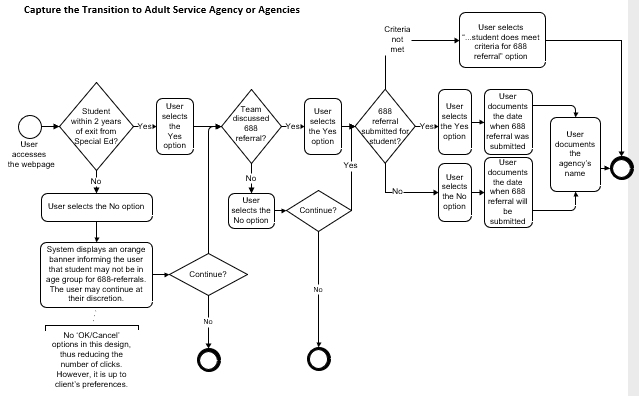 Capture the Transition to Adult Service Agency or Agencies
Criteria
not
met
User selects
"...student does meet
criteria for 688
referral" option
Student
within 2 years
of exit from
Special Ed?
Yes
User
selects
the Yes
option
Team
discussed
688
referral?
Yes
User
selects
the Yes
option
688
referral
submitted for
student?
Yes
User
selects
the Yes
option
User
documents
the date
when 688
referral was
submitted
User
documents
the
agency's
name
User
accesses
the webpage
No
User selects the No option
No
User
selects the
No option
Continue?
Yes
No
User
selects
the No
option
User
documents
the date
when 688
referral will
be
submitted
System displays an orange
banner informing the user
that student may not be in
age group for 688-referrals.
The user may continue at
their discretion.
Continue?
No
No
No 'OK/Cancel'
options in this design,
thus reducing the
number of clicks.
However, it is up to
client's preferences.